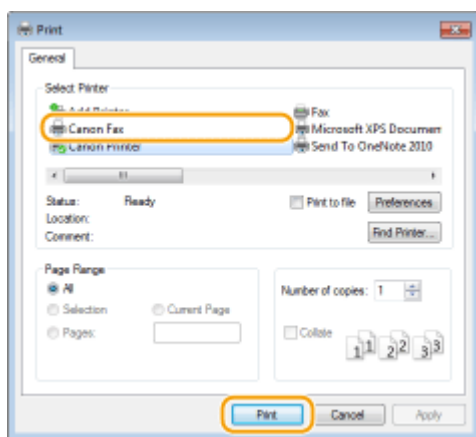 Print
General
Select Printer
Add Printer
Fax
Canon Fax
Microsoft XPS Documen
Canon Printer
Send To OneNote 2010
Status: Ready
Print to file
Preferences
Location:
Comment:
Find Printer...
Page Range
All
Number of copies: 1
Selection
Current Page
Pages:
Collate
1 1 2 2 3 3
Print
Cancel
Apply